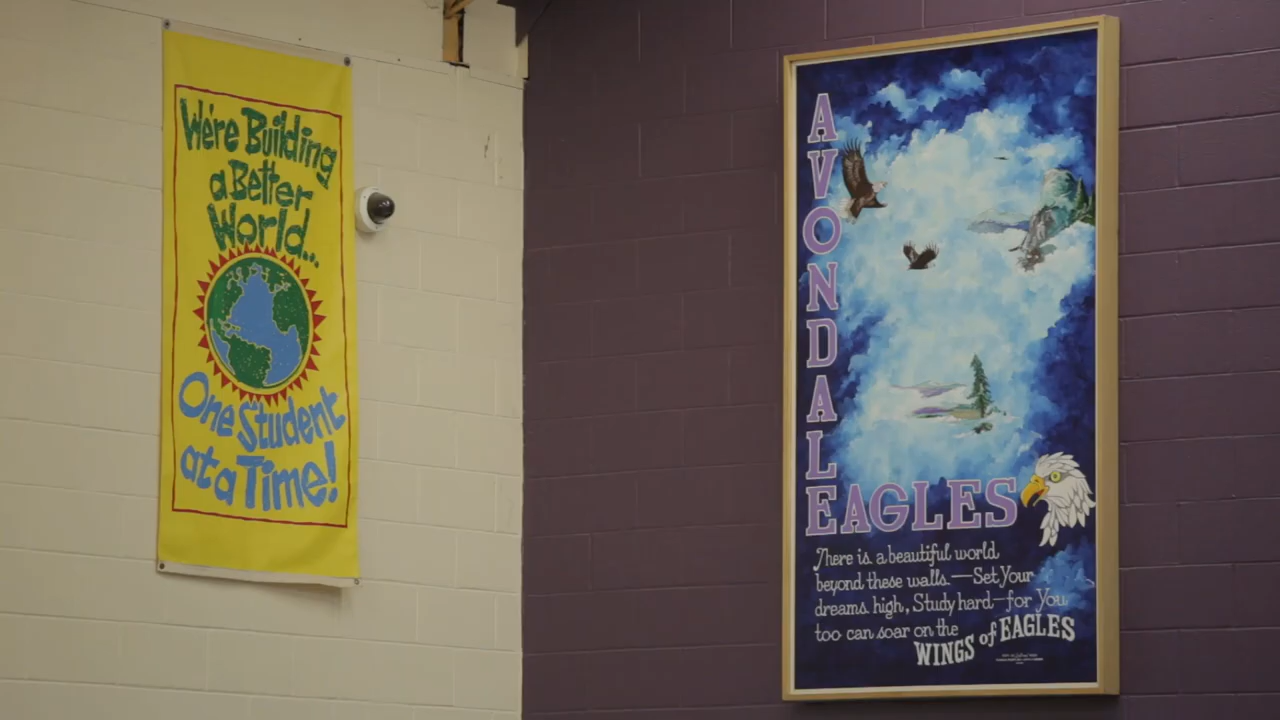 We're Building
a Better
World...
One Student
at a Time!
AVONDALE
EAGLES
There is a beautiful world
beyond these walls.—Set Your
dreams high, Study hard—for You
too can soar on the
WINGS of EAGLES